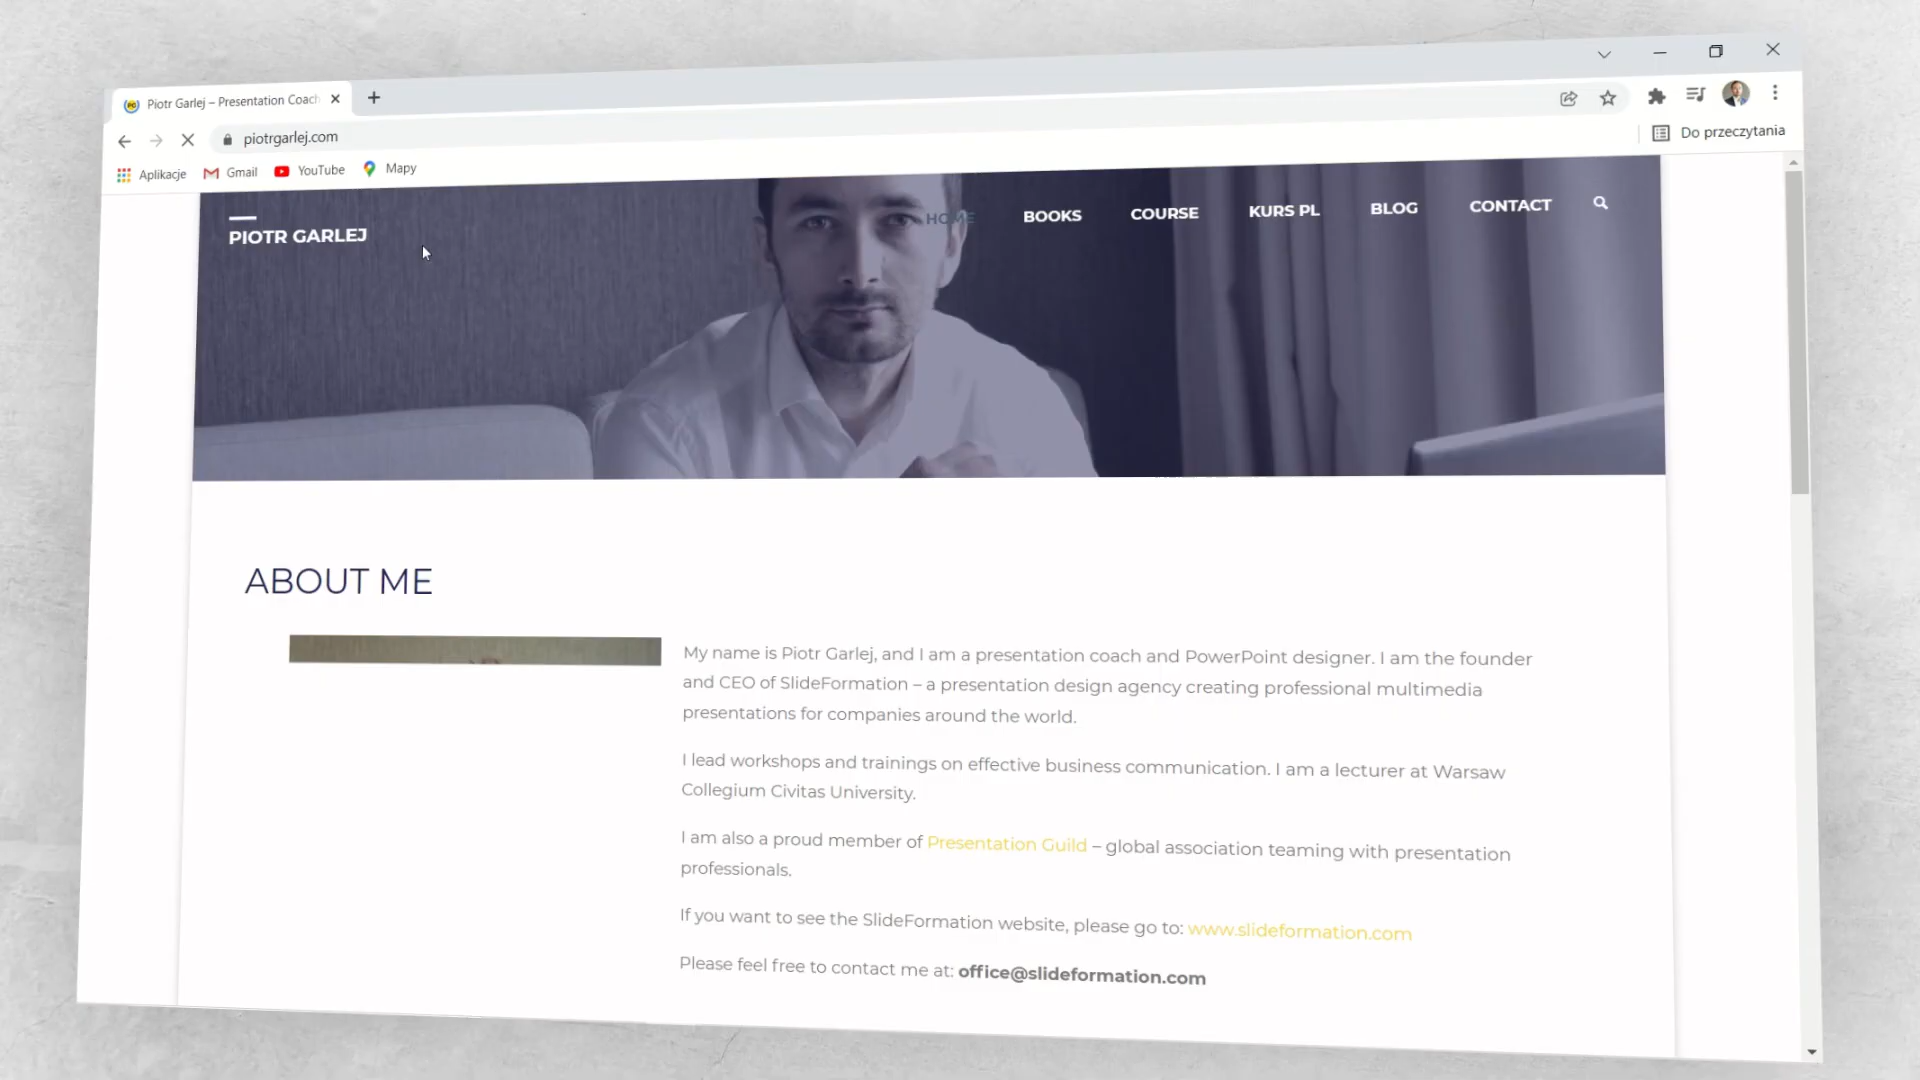 Piotr Garlej – Presentation Coach
piotrgarlej.com
Do przeczytania
Aplikacje
Gmail
YouTube
Mapy
PIOTR GARLEJ
HOME
BOOKS
COURSE
KURS PL
BLOG
CONTACT
ABOUT ME
My name is Piotr Garlej, and I am a presentation coach and PowerPoint designer. I am the founder
and CEO of SlideFormation – a presentation design agency creating professional multimedia
presentations for companies around the world.
I lead workshops and trainings on effective business communication. I am a lecturer at Warsaw
Collegium Civitas University.
I am also a proud member of Presentation Guild – global association teaming with presentation
professionals.
If you want to see the SlideFormation website, please go to: www.slideformation.com
Please feel free to contact me at: office@slideformation.com